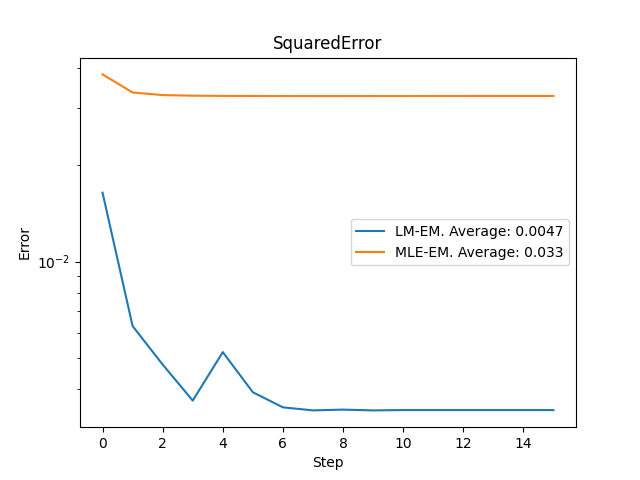 SquaredError
Error
10⁻²
LM-EM. Average: 0.0047
MLE-EM. Average: 0.033
0 2 4 6 8 10 12 14
Step